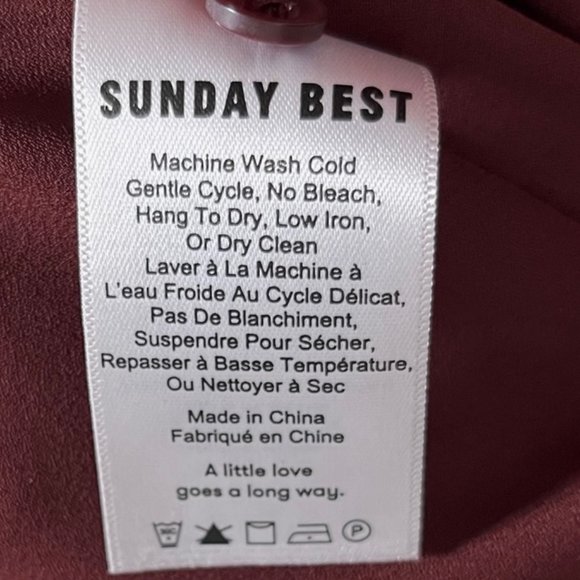 SUNDAY BEST
Machine Wash Cold
Gentle Cycle, No Bleach,
Hang To Dry, Low Iron,
Or Dry Clean
Laver à La Machine à
L'eau Froide Au Cycle Délicat,
Pas De Blanchiment,
Suspendre Pour Sécher,
Repasser à Basse Température,
Ou Nettoyer à Sec
Made in China
Fabriqué en Chine
A little love
goes a long way.
P